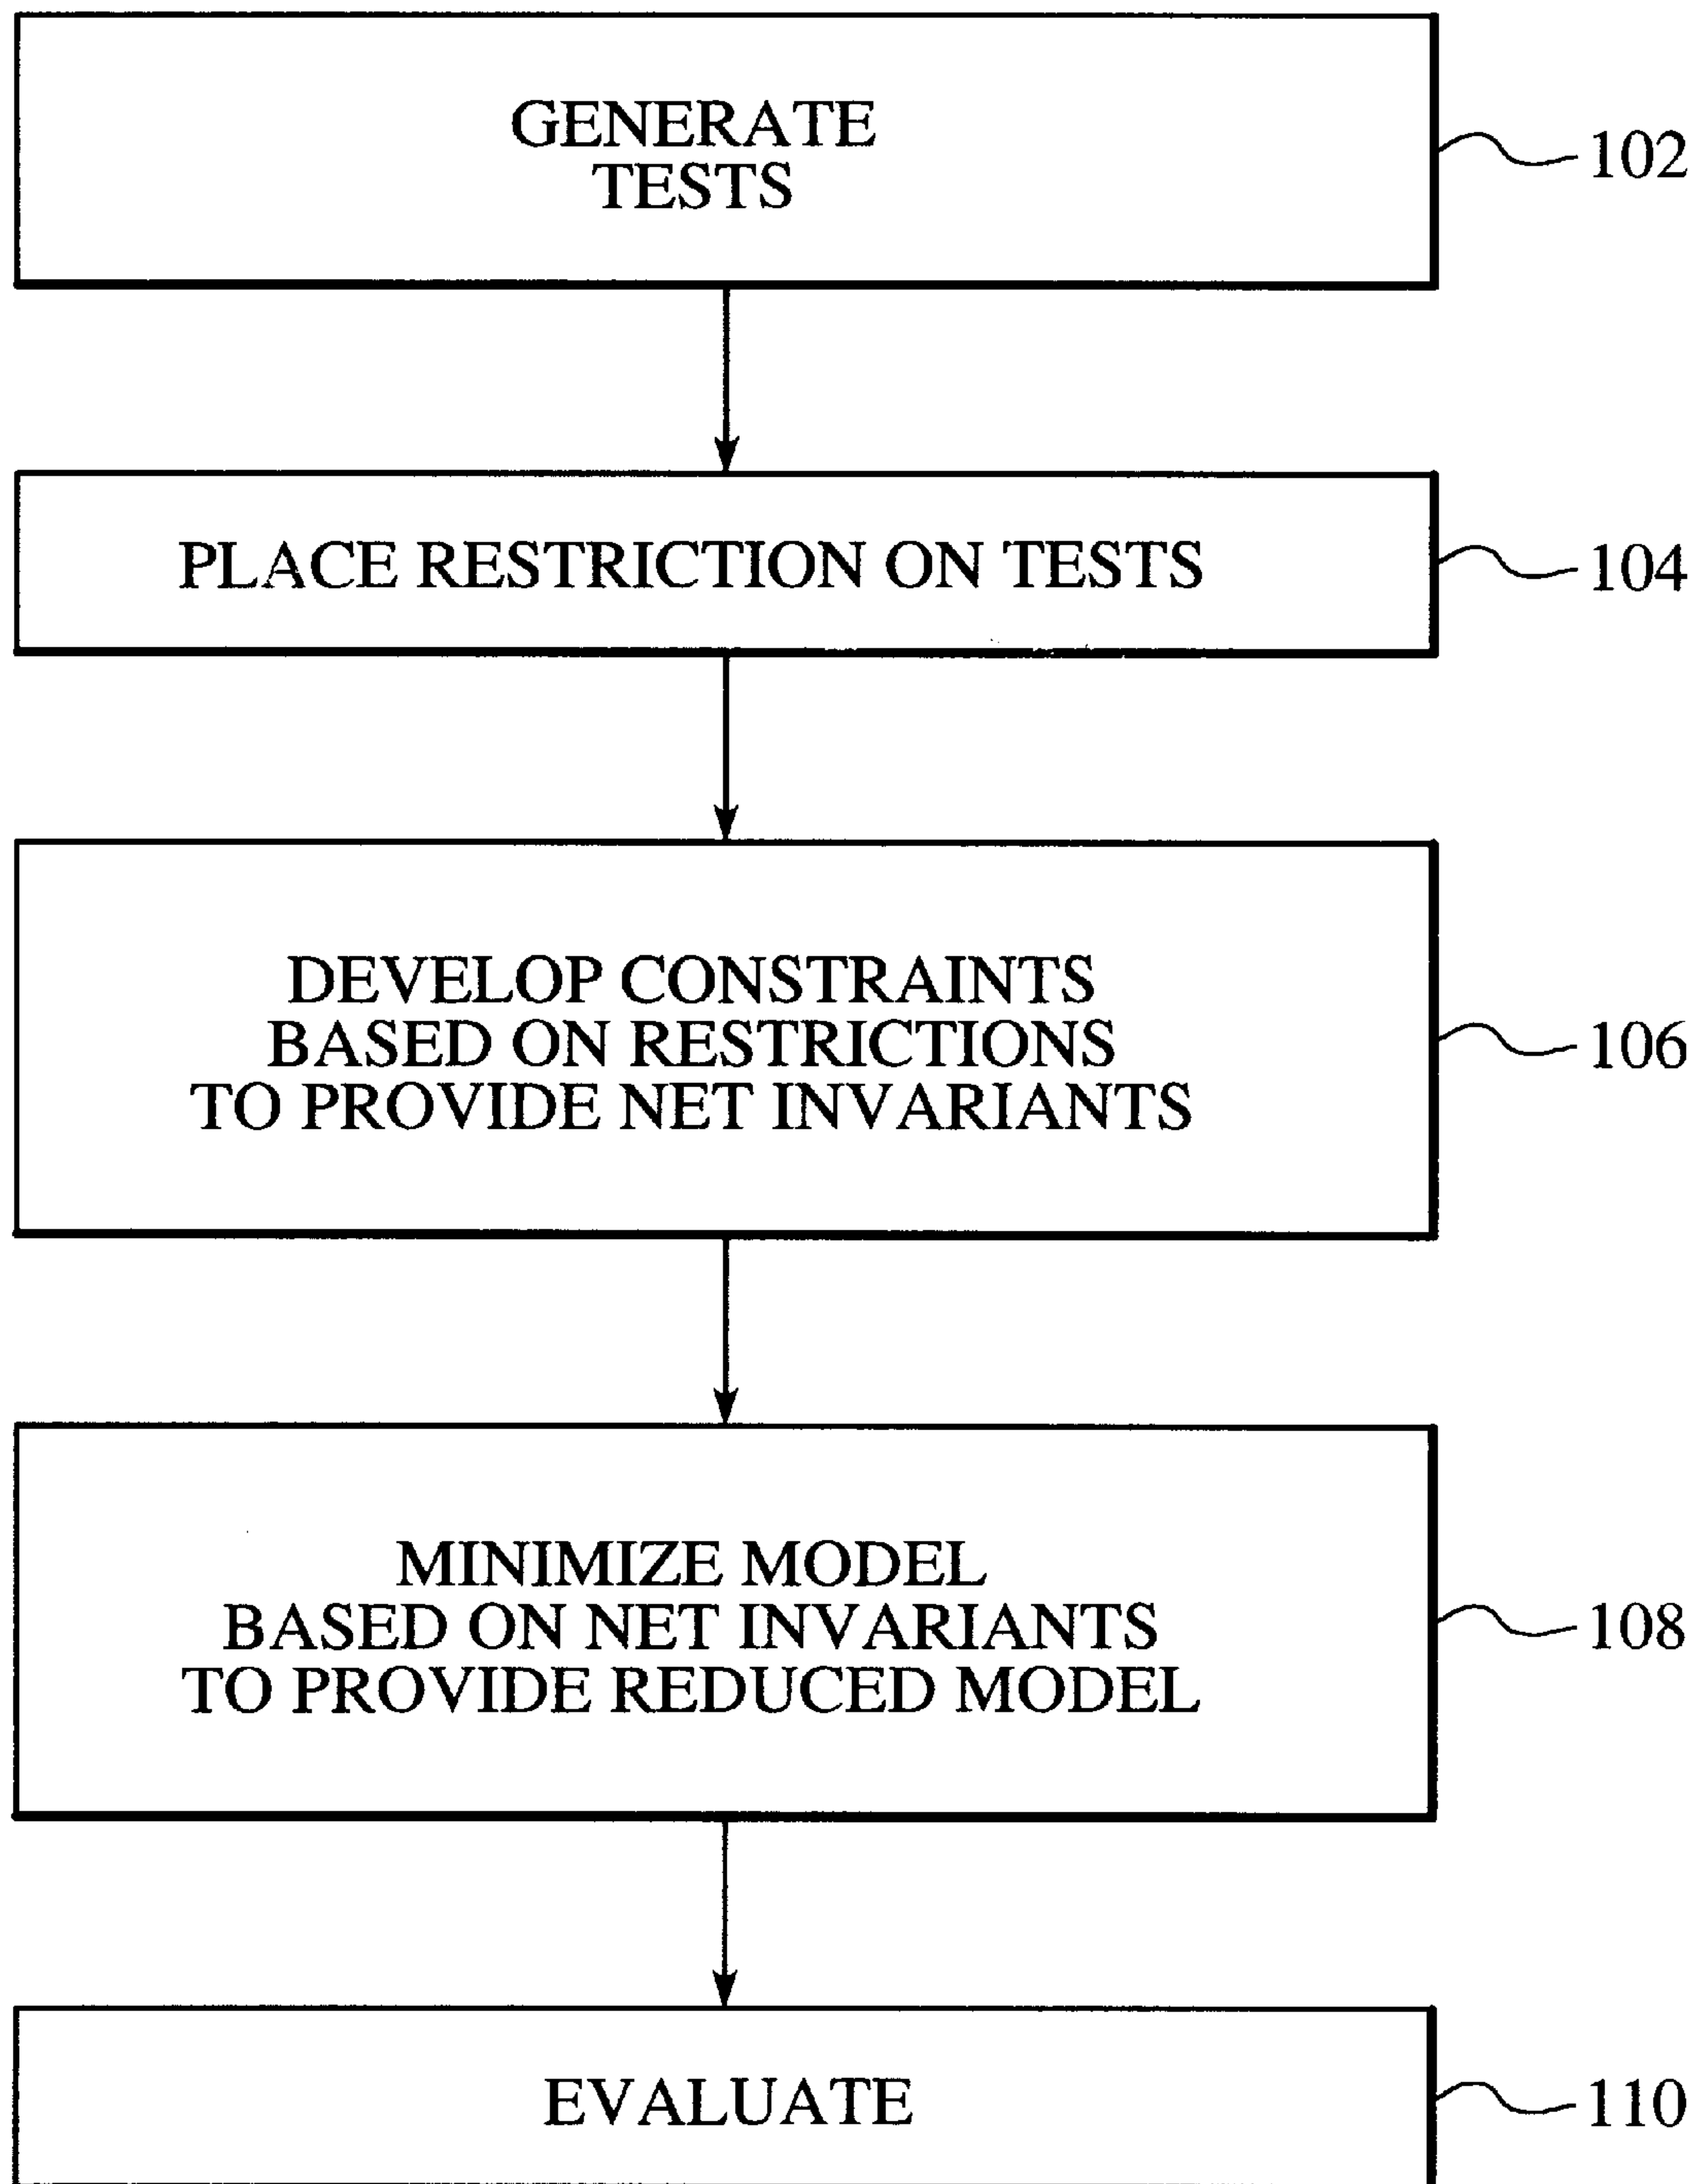 GENERATE
TESTS
102
PLACE RESTRICTION ON TESTS
104
DEVELOP CONSTRAINTS
BASED ON RESTRICTIONS
TO PROVIDE NET INVARIANTS
106
MINIMIZE MODEL
BASED ON NET INVARIANTS
TO PROVIDE REDUCED MODEL
108
EVALUATE
110